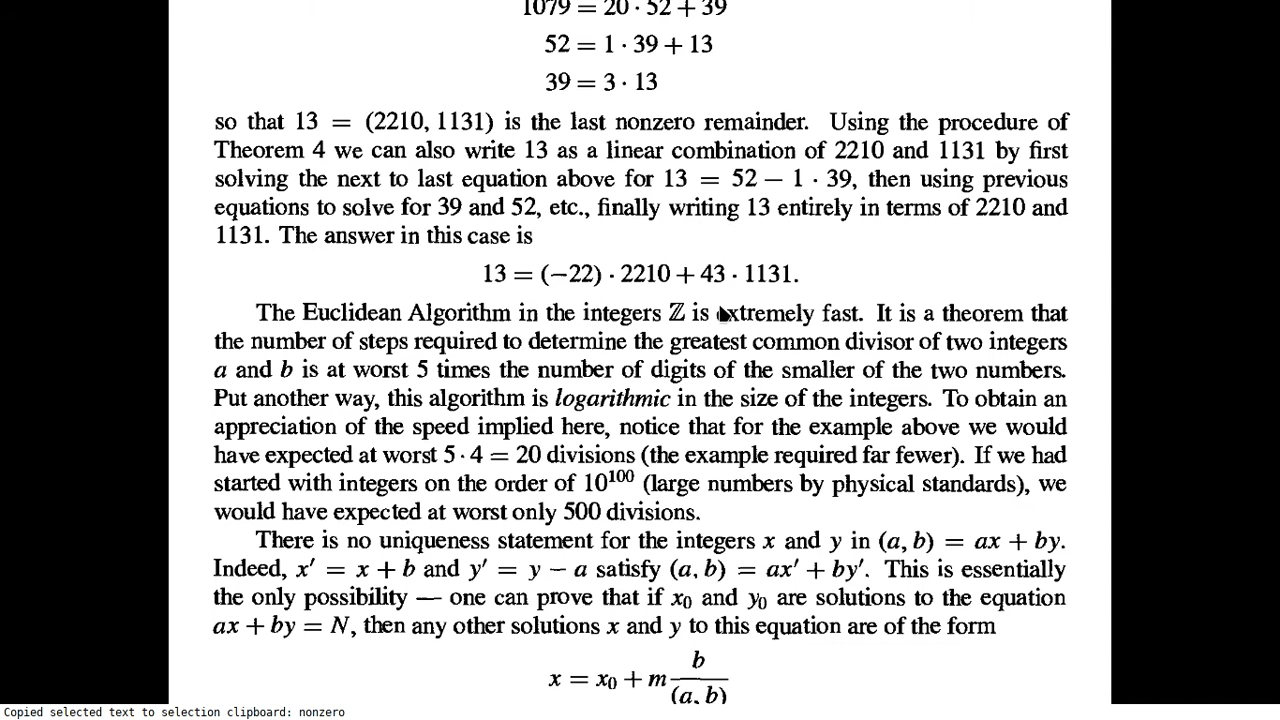 1079 = 20 · 52 + 39
52 = 1 · 39 + 13
39 = 3 · 13
so that 13 = (2210, 1131) is the last nonzero remainder. Using the procedure of
Theorem 4 we can also write 13 as a linear combination of 2210 and 1131 by first
solving the next to last equation above for 13 = 52 − 1 · 39, then using previous
equations to solve for 39 and 52, etc., finally writing 13 entirely in terms of 2210 and
1131. The answer in this case is
13 = (−22) · 2210 + 43 · 1131.
The Euclidean Algorithm in the integers ℤ is extremely fast. It is a theorem that
the number of steps required to determine the greatest common divisor of two integers
a and b is at worst 5 times the number of digits of the smaller of the two numbers.
Put another way, this algorithm is logarithmic in the size of the integers. To obtain an
appreciation of the speed implied here, notice that for the example above we would
have expected at worst 5 · 4 = 20 divisions (the example required far fewer). If we had
started with integers on the order of 10¹⁰⁰ (large numbers by physical standards), we
would have expected at worst only 500 divisions.
There is no uniqueness statement for the integers x and y in (a, b) = ax + by.
Indeed, x′ = x + b and y′ = y − a satisfy (a, b) = ax′ + by′. This is essentially
the only possibility — one can prove that if x₀ and y₀ are solutions to the equation
ax + by = N, then any other solutions x and y to this equation are of the form
x = x₀ + m b/(a, b)
Copied selected text to selection clipboard: nonzero